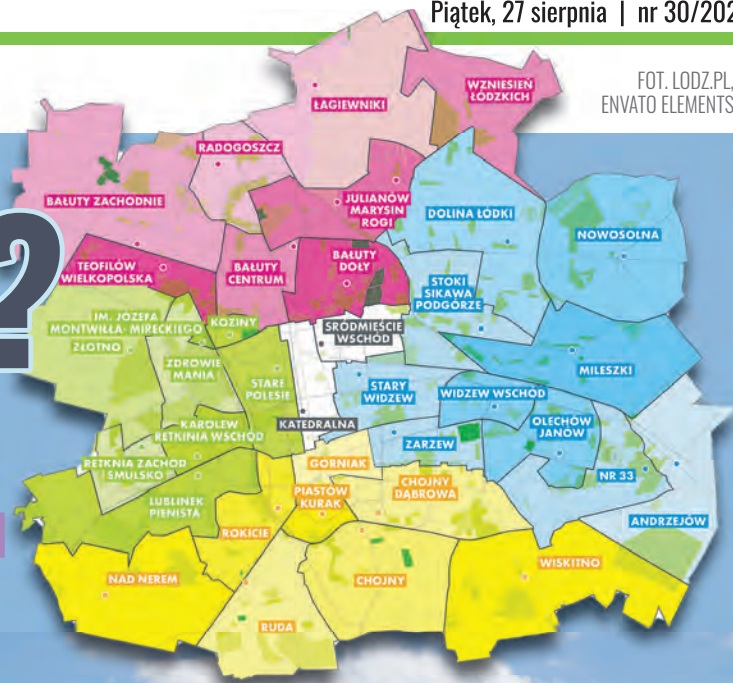 Piątek, 27 sierpnia | nr 30/202
FOT. LODZ.PL,
ENVATO ELEMENTS
?
WZNIESIEŃ
ŁÓDZKICH
ŁAGIEWNIKI
RADOGOSZCZ
BAŁUTY ZACHODNIE
JULIANÓW
MARYSIN
ROGI
DOLINA ŁÓDKI
NOWOSOLNA
TEOFILÓW
WIELKOPOLSKA
BAŁUTY
CENTRUM
BAŁUTY
DOŁY
STOKI
SIKAWA
PODGÓRZE
IM. JÓZEFA
MONTWIŁŁA- MIRECKIEGO
ZŁOTNO
KOZINY
ŚRÓDMIEŚCIE
WSCHÓD
ZDROWIE
MANIA
STARE
POLESIE
STARY
WIDZEW
WIDZEW WSCHÓD
MILESZKI
KAROLEW
RETKINIA WSCHÓD
KATEDRALNA
ZARZEW
OLECHÓW
JANÓW
RETKNIA ZACHÓD
SMULSKO
GÓRNIAK
NR 33
LUBLINEK
PIENISTA
PIASTÓW
KURAK
CHOJNY
DĄBROWA
ANDRZEJÓW
ROKICIE
NAD NEREM
CHOJNY
WISKITNO
RUDA